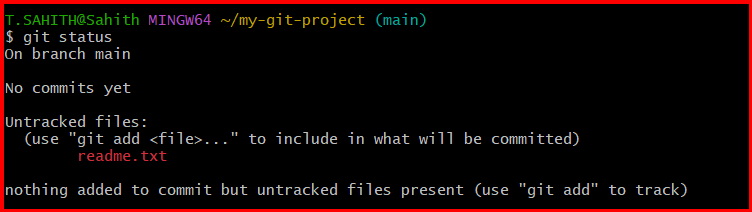 T.SAHITH@Sahith MINGW64 ~/my-git-project (main)
$ git status
On branch main
No commits yet
Untracked files:
(use "git add <file>..." to include in what will be committed)
readme.txt
nothing added to commit but untracked files present (use "git add" to track)